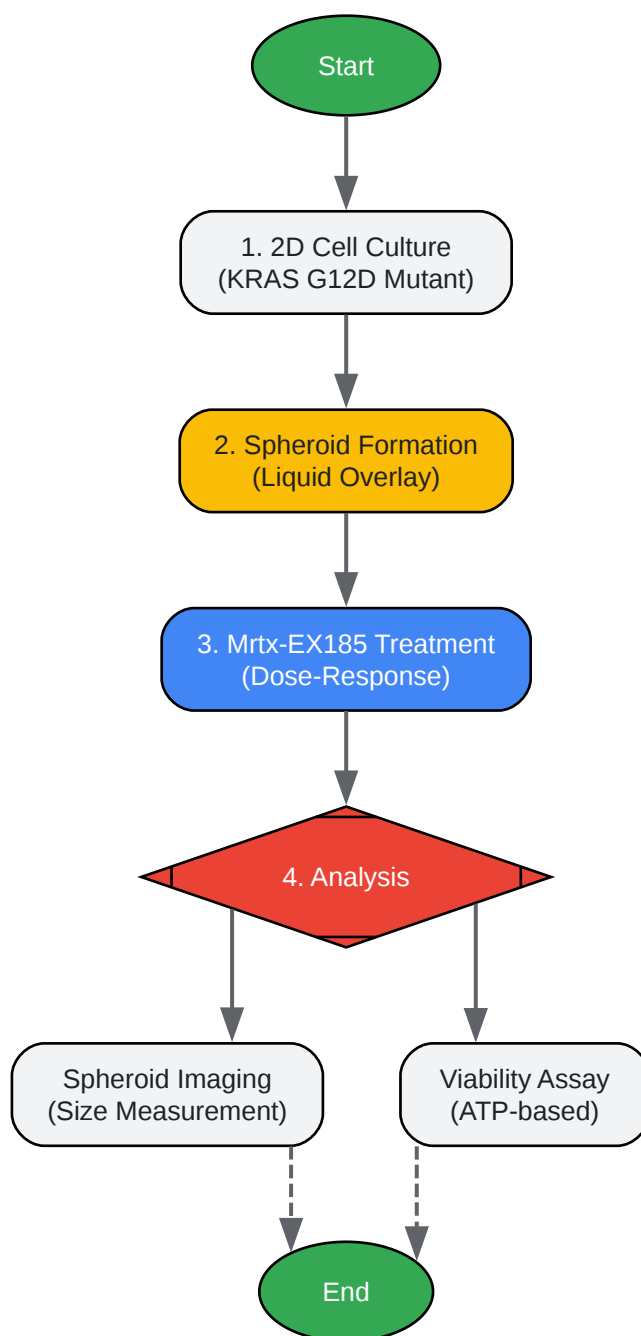 Start
1. 2D Cell Culture
(KRAS G12D Mutant)
2. Spheroid Formation
(Liquid Overlay)
3. Mrtx-EX185 Treatment
(Dose-Response)
4. Analysis
Spheroid Imaging
(Size Measurement)
Viability Assay
(ATP-based)
End